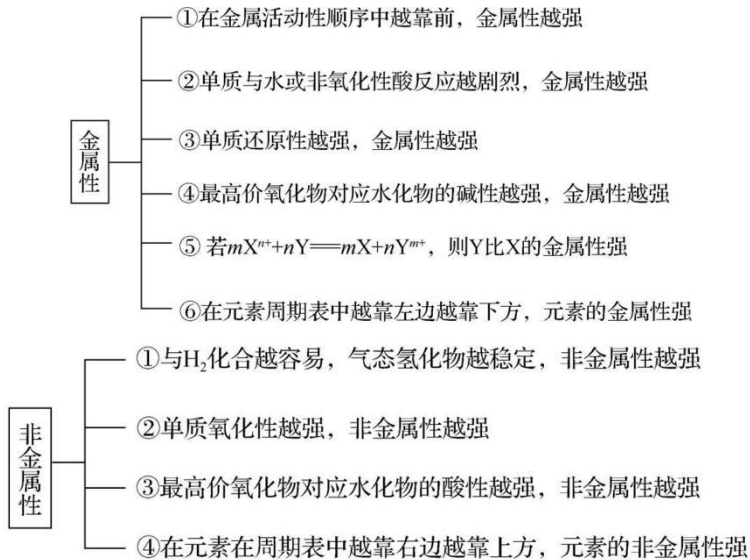 ①在金属活动性顺序中越靠前，金属性越强
②单质与水或非氧化性酸反应越剧烈，金属性越强
③单质还原性越强，金属性越强
金属性
④最高价氧化物对应水化物的碱性越强，金属性越强
⑤ 若mXⁿ⁺+nY══mX+nYᵐ⁺，则Y比X的金属性强
⑥在元素周期表中越靠左边越靠下方，元素的金属性强
①与H₂化合越容易，气态氢化物越稳定，非金属性越强
②单质氧化性越强，非金属性越强
非金属性
③最高价氧化物对应水化物的酸性越强，非金属性越强
④在元素在周期表中越靠右边越靠上方，元素的非金属性强